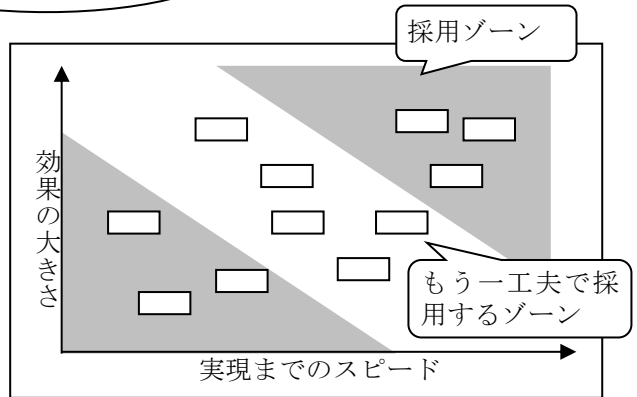 採用ゾーン
効果の大きさ
もう一工夫で採
用するゾーン
実現までのスピード